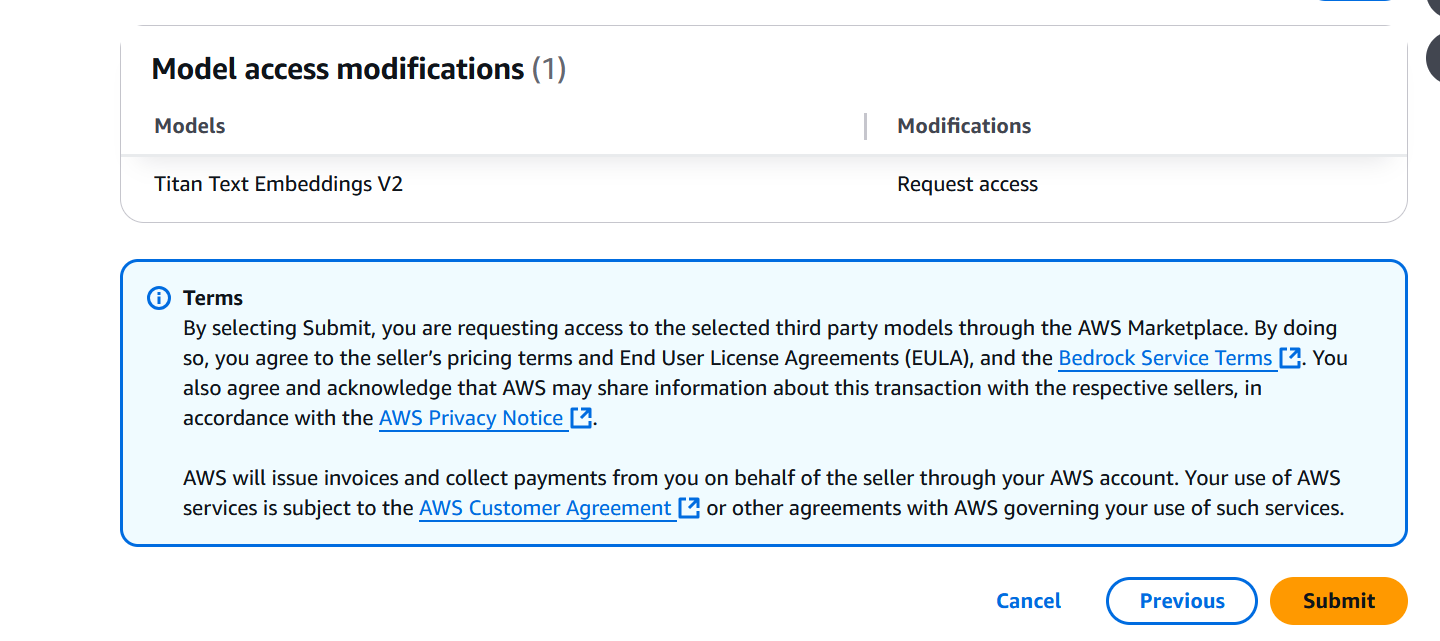 Model access modifications (1)
Models
Modifications
Titan Text Embeddings V2
Request access
Terms
By selecting Submit, you are requesting access to the selected third party models through the AWS Marketplace. By doing
so, you agree to the seller’s pricing terms and End User License Agreements (EULA), and the Bedrock Service Terms. You
also agree and acknowledge that AWS may share information about this transaction with the respective sellers, in
accordance with the AWS Privacy Notice.
AWS will issue invoices and collect payments from you on behalf of the seller through your AWS account. Your use of AWS
services is subject to the AWS Customer Agreement or other agreements with AWS governing your use of such services.
Cancel
Previous
Submit